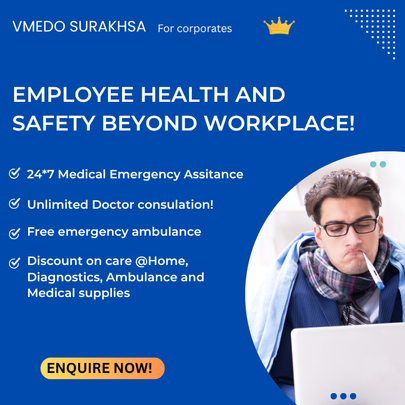 VMEDO SURAKHSA For corporates
EMPLOYEE HEALTH AND
SAFETY BEYOND WORKPLACE!
24*7 Medical Emergency Assitance
Unlimited Doctor consulation!
Free emergency ambulance
Discount on care @Home,
Diagnostics, Ambulance and
Medical supplies
ENQUIRE NOW!